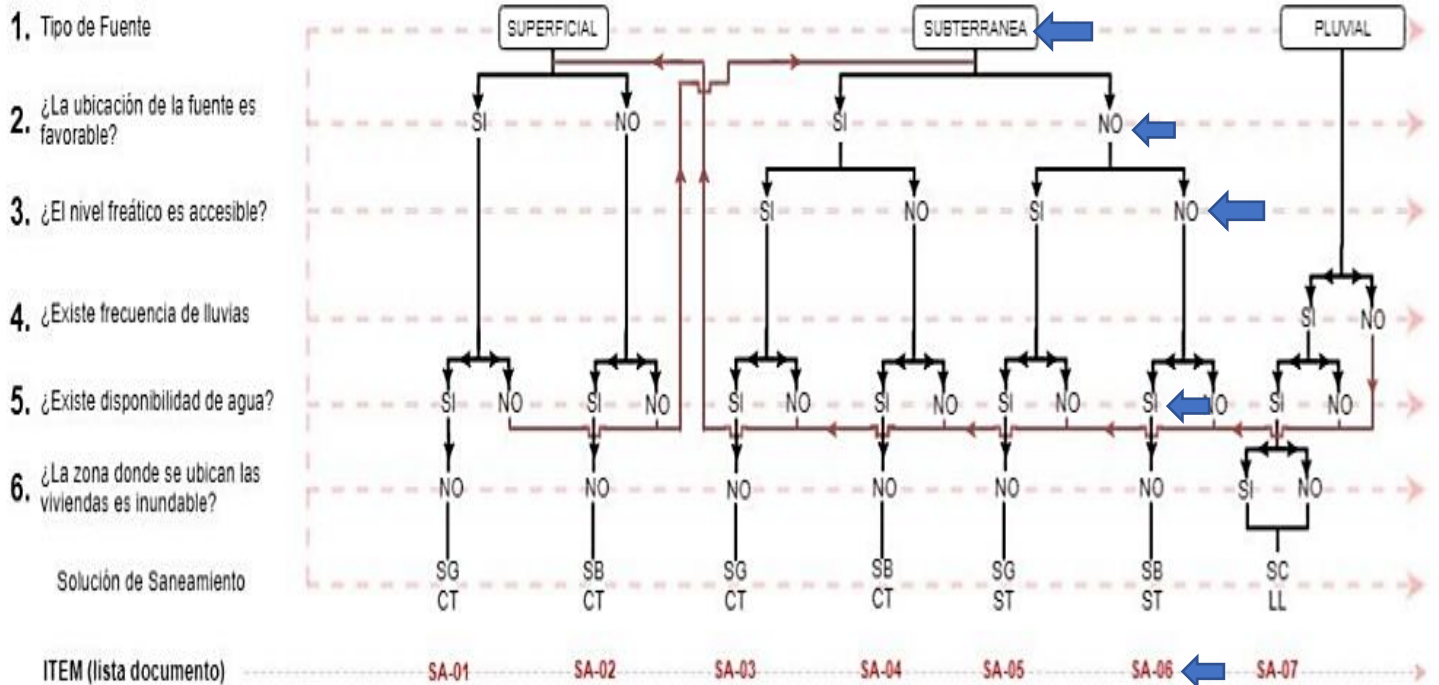 1. Tipo de Fuente SUPERFICIAL SUBTERRANEA PLUVIAL
2. ¿La ubicación de la fuente es favorable? SI NO SI NO
3. ¿El nivel freático es accesible? SI NO SI NO
4. ¿Existe frecuencia de lluvias SI NO
5. ¿Existe disponibilidad de agua? SI NO SI NO SI NO SI NO SI NO SI NO SI NO
6. ¿La zona donde se ubican las viviendas es inundable? NO NO NO NO NO NO SI NO
Solución de Saneamiento
SG SB SG SB SG SB SC
CT CT CT CT ST ST LL
ITEM (lista documento) SA-01 SA-02 SA-03 SA-04 SA-05 SA-06 SA-07